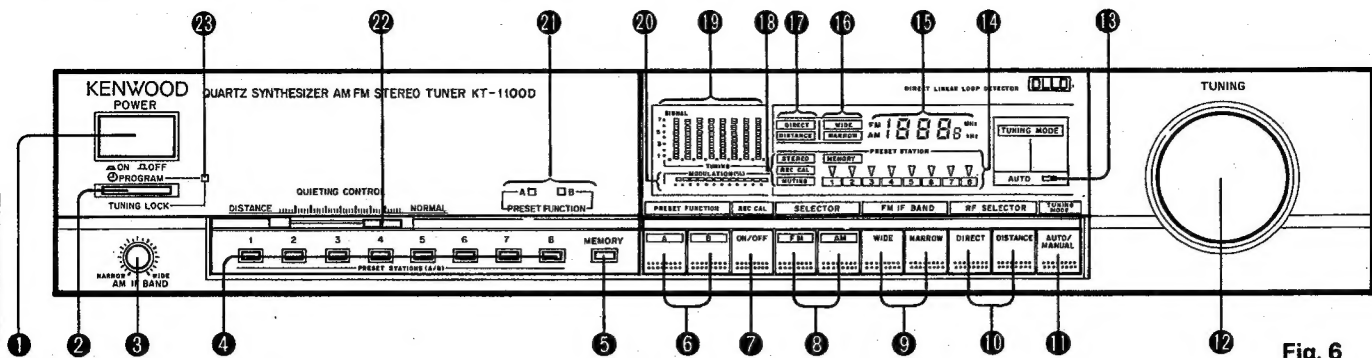 23 22 21 20 19 18 17 16 15 14 13
KENWOOD
QUARTZ SYNTHESIZER AM FM STEREO TUNER KT-1100D
POWER
ON OFF
PROGRAM
TUNING LOCK
NARROW WIDE
AM IF BAND
QUIETING CONTROL
DISTANCE NORMAL
A B
PRESET FUNCTION
1 2 3 4 5 6 7 8 MEMORY
PRESET STATIONS (A/B)
DIRECT LINEAR LOOP DETECTOR DLLD
SIGNAL
TUNING
MODULATION(%)
DIRECT WIDE FM 1888 MHz
DISTANCE NARROW AM kHz
PRESET STATION
STEREO MEMORY
REC CAL
MUTING 1 2 3 4 5 6 7 8
TUNING MODE
AUTO
PRESET FUNCTION REC CAL SELECTOR FM IF BAND RF SELECTOR TUNING MODE
A B ON/OFF FM AM WIDE NARROW DIRECT DISTANCE AUTO/MANUAL
TUNING
1 2 3 4 5 6 7 8 9 10 11 12
Fig. 6